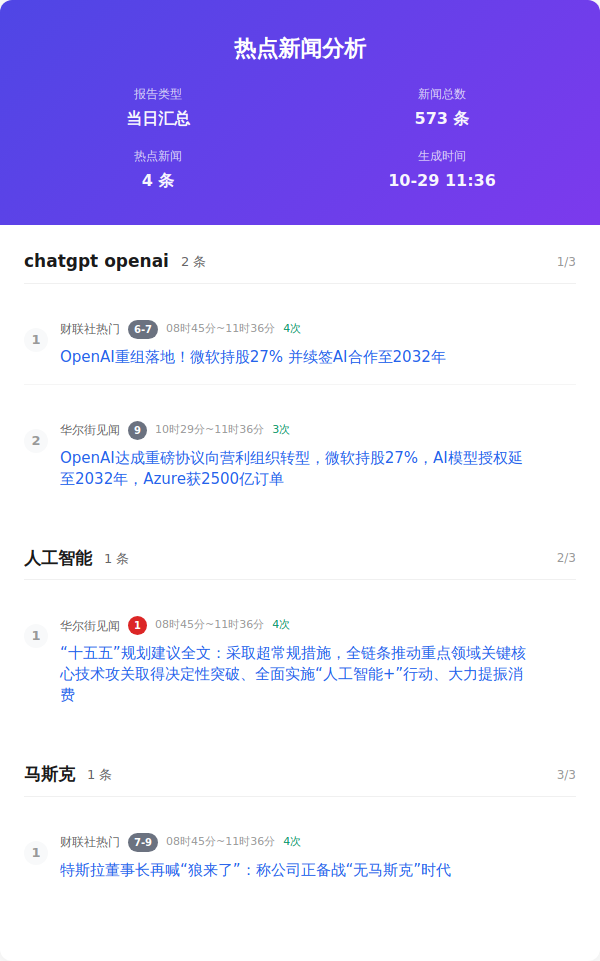 热点新闻分析
报告类型
新闻总数
当日汇总
573 条
热点新闻
生成时间
4 条
10-29 11:36
chatgpt openai 2 条 1/3
1
财联社热门 6-7 08时45分~11时36分 4次
OpenAI重组落地！微软持股27% 并续签AI合作至2032年
2
华尔街见闻 9 10时29分~11时36分 3次
OpenAI达成重磅协议向营利组织转型，微软持股27%，AI模型授权延
至2032年，Azure获2500亿订单
人工智能 1 条 2/3
1
华尔街见闻 1 08时45分~11时36分 4次
“十五五”规划建议全文：采取超常规措施，全链条推动重点领域关键核
心技术攻关取得决定性突破、全面实施“人工智能+”行动、大力提振消
费
马斯克 1 条 3/3
1
财联社热门 7-9 08时45分~11时36分 4次
特斯拉董事长再喊“狼来了”：称公司正备战“无马斯克”时代